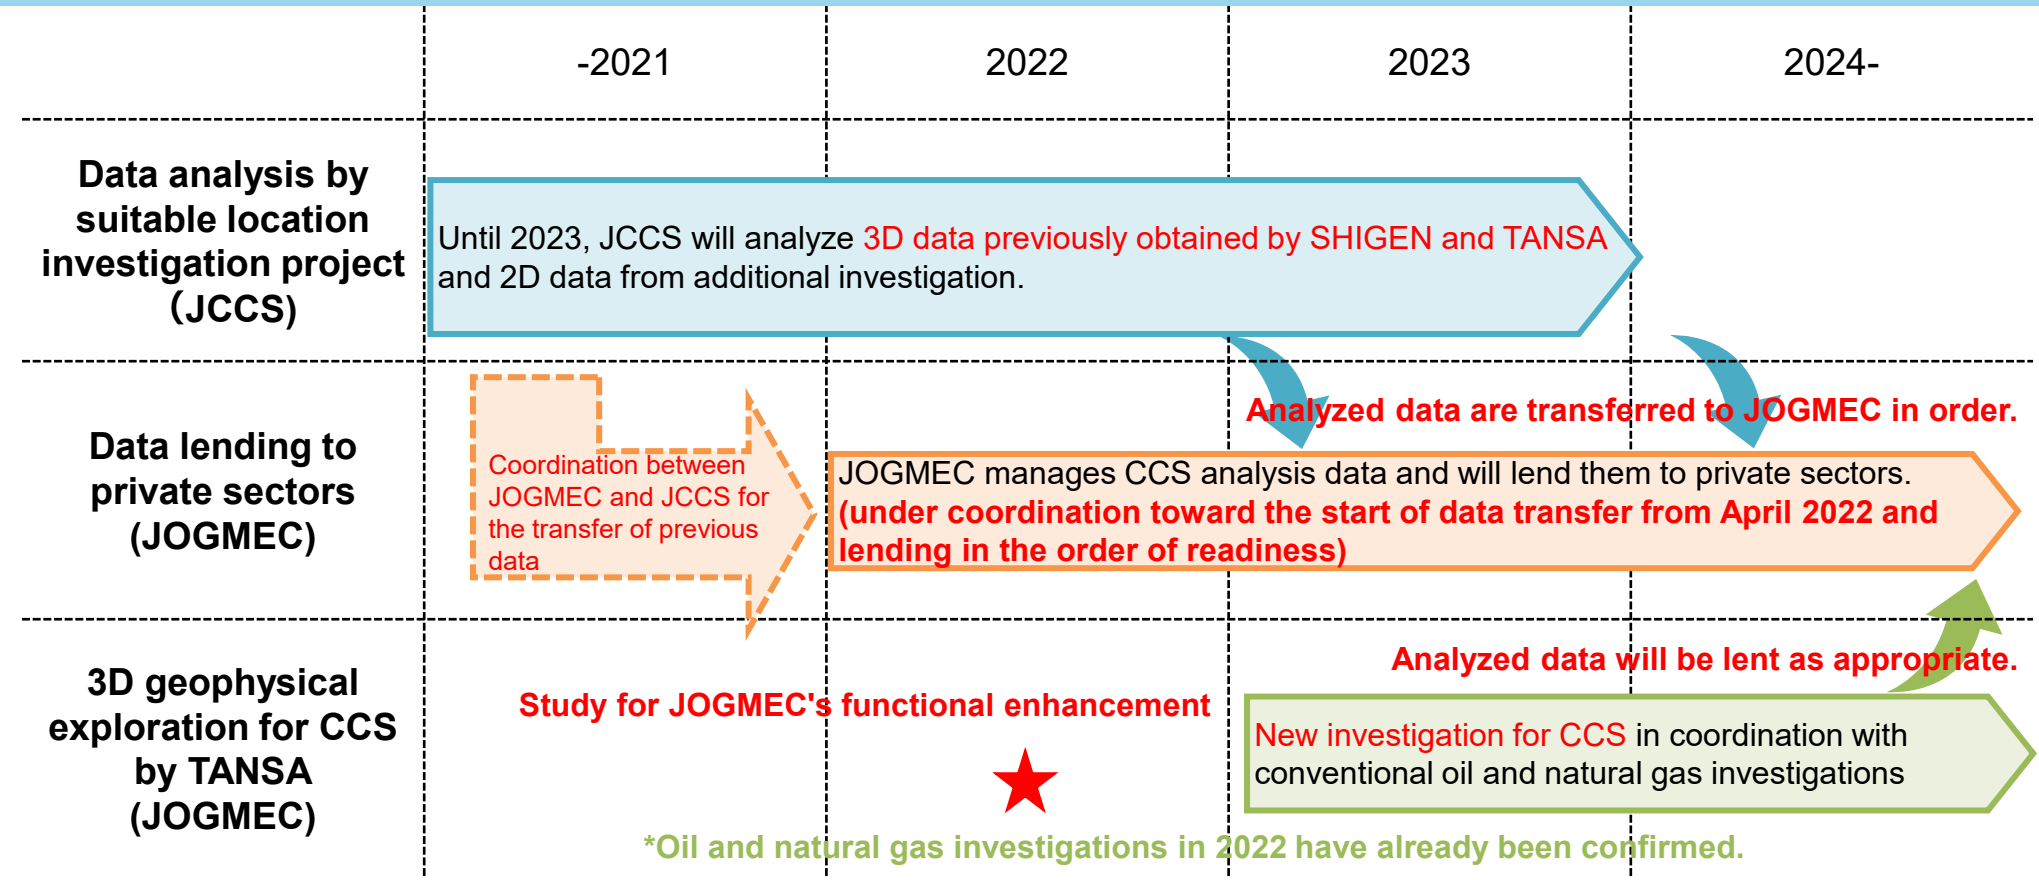 -2021
2022
2023
2024-
Data analysis by
suitable location
investigation project
（JCCS)
Until 2023, JCCS will analyze 3D data previously obtained by SHIGEN and TANSA
and 2D data from additional investigation.
Data lending to
private sectors
(JOGMEC)
Coordination between
JOGMEC and JCCS for
the transfer of previous
data
Analyzed data are transferred to JOGMEC in order.
JOGMEC manages CCS analysis data and will lend them to private sectors.
(under coordination toward the start of data transfer from April 2022 and
lending in the order of readiness)
3D geophysical
exploration for CCS
by TANSA
(JOGMEC)
Study for JOGMEC's functional enhancement
Analyzed data will be lent as appropriate.
New investigation for CCS in coordination with
conventional oil and natural gas investigations
*Oil and natural gas investigations in 2022 have already been confirmed.